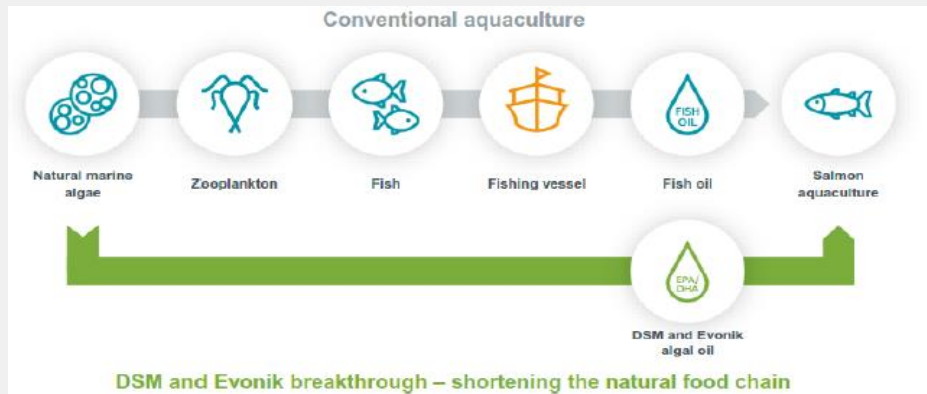 Conventional aquaculture
FISH
OIL
Natural marine
algae
Zooplankton
Fish
Fishing vessel
Fish oil
Salmon
aquaculture
EPA/
DHA
DSM and Evonik
algal oil
DSM and Evonik breakthrough – shortening the natural food chain